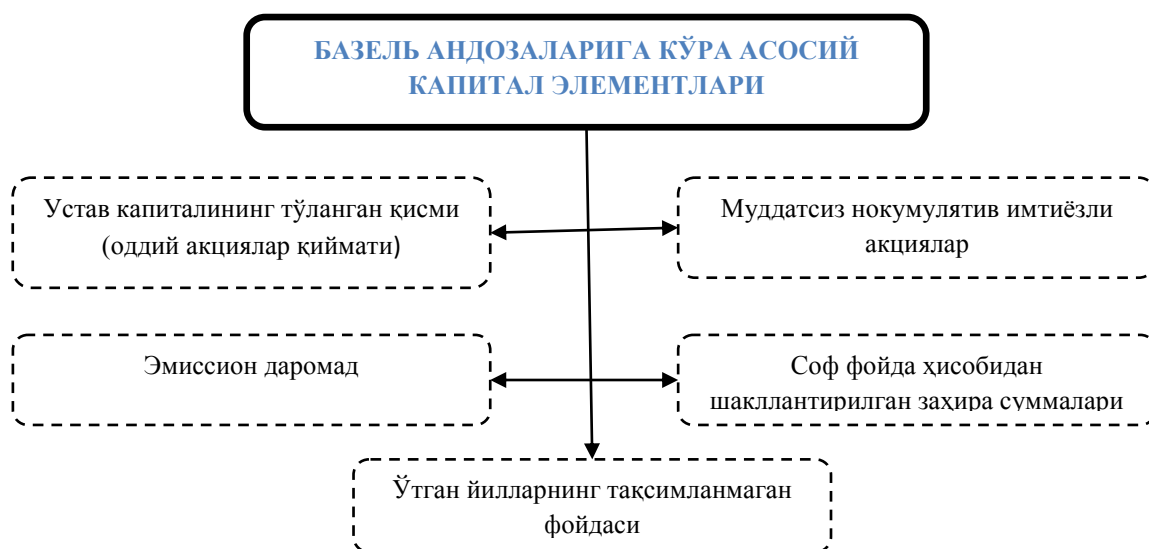 БАЗЕЛЬ АНДОЗАЛАРИГА КЎРА АСОСИЙ
КАПИТАЛ ЭЛЕМЕНТЛАРИ
Устав капиталининг тўланган қисми
(оддий акциялар қиймати)
Муддатсиз нокумулятив имтиёзли
акциялар
Эмиссион даромад
Соф фойда ҳисобидан
шакллантирилган заҳира суммалари
Ўтган йилларнинг тақсимланмаган
фойдаси